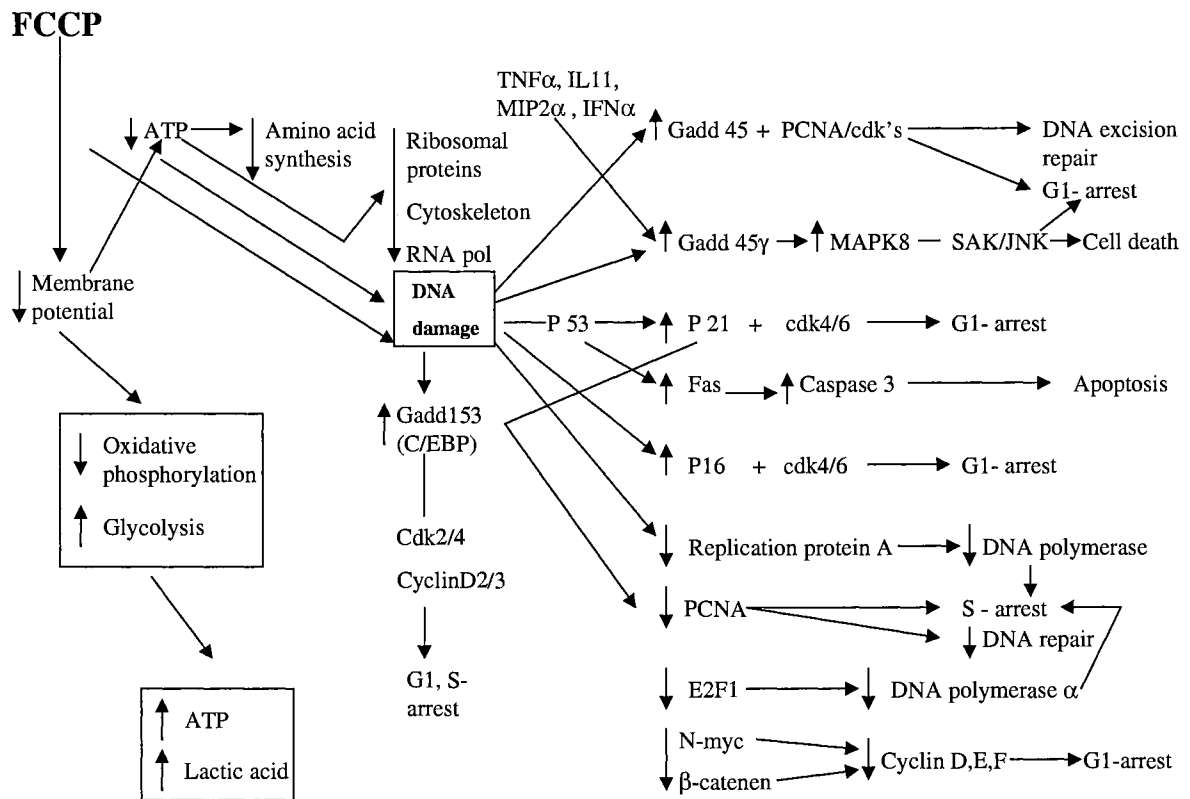 FCCP
TNFα, IL11,
MIP2α , IFNα
ATP
Amino acid
synthesis
Ribosomal
proteins
Cytoskeleton
RNA pol
Gadd 45 + PCNA/cdk's
DNA excision
repair
G1- arrest
Gadd 45γ
MAPK8
SAK/JNK
Cell death
Membrane
potential
DNA
damage
P 53
P 21 + cdk4/6
G1- arrest
Fas
Caspase 3
Apoptosis
Gadd153
(C/EBP)
P16 + cdk4/6
G1- arrest
Oxidative
phosphorylation
Glycolysis
Cdk2/4
CyclinD2/3
G1, S-
arrest
Replication protein A
DNA polymerase
PCNA
S - arrest
DNA repair
E2F1
DNA polymerase α
N-myc
β-catenen
Cyclin D,E,F
G1-arrest
ATP
Lactic acid